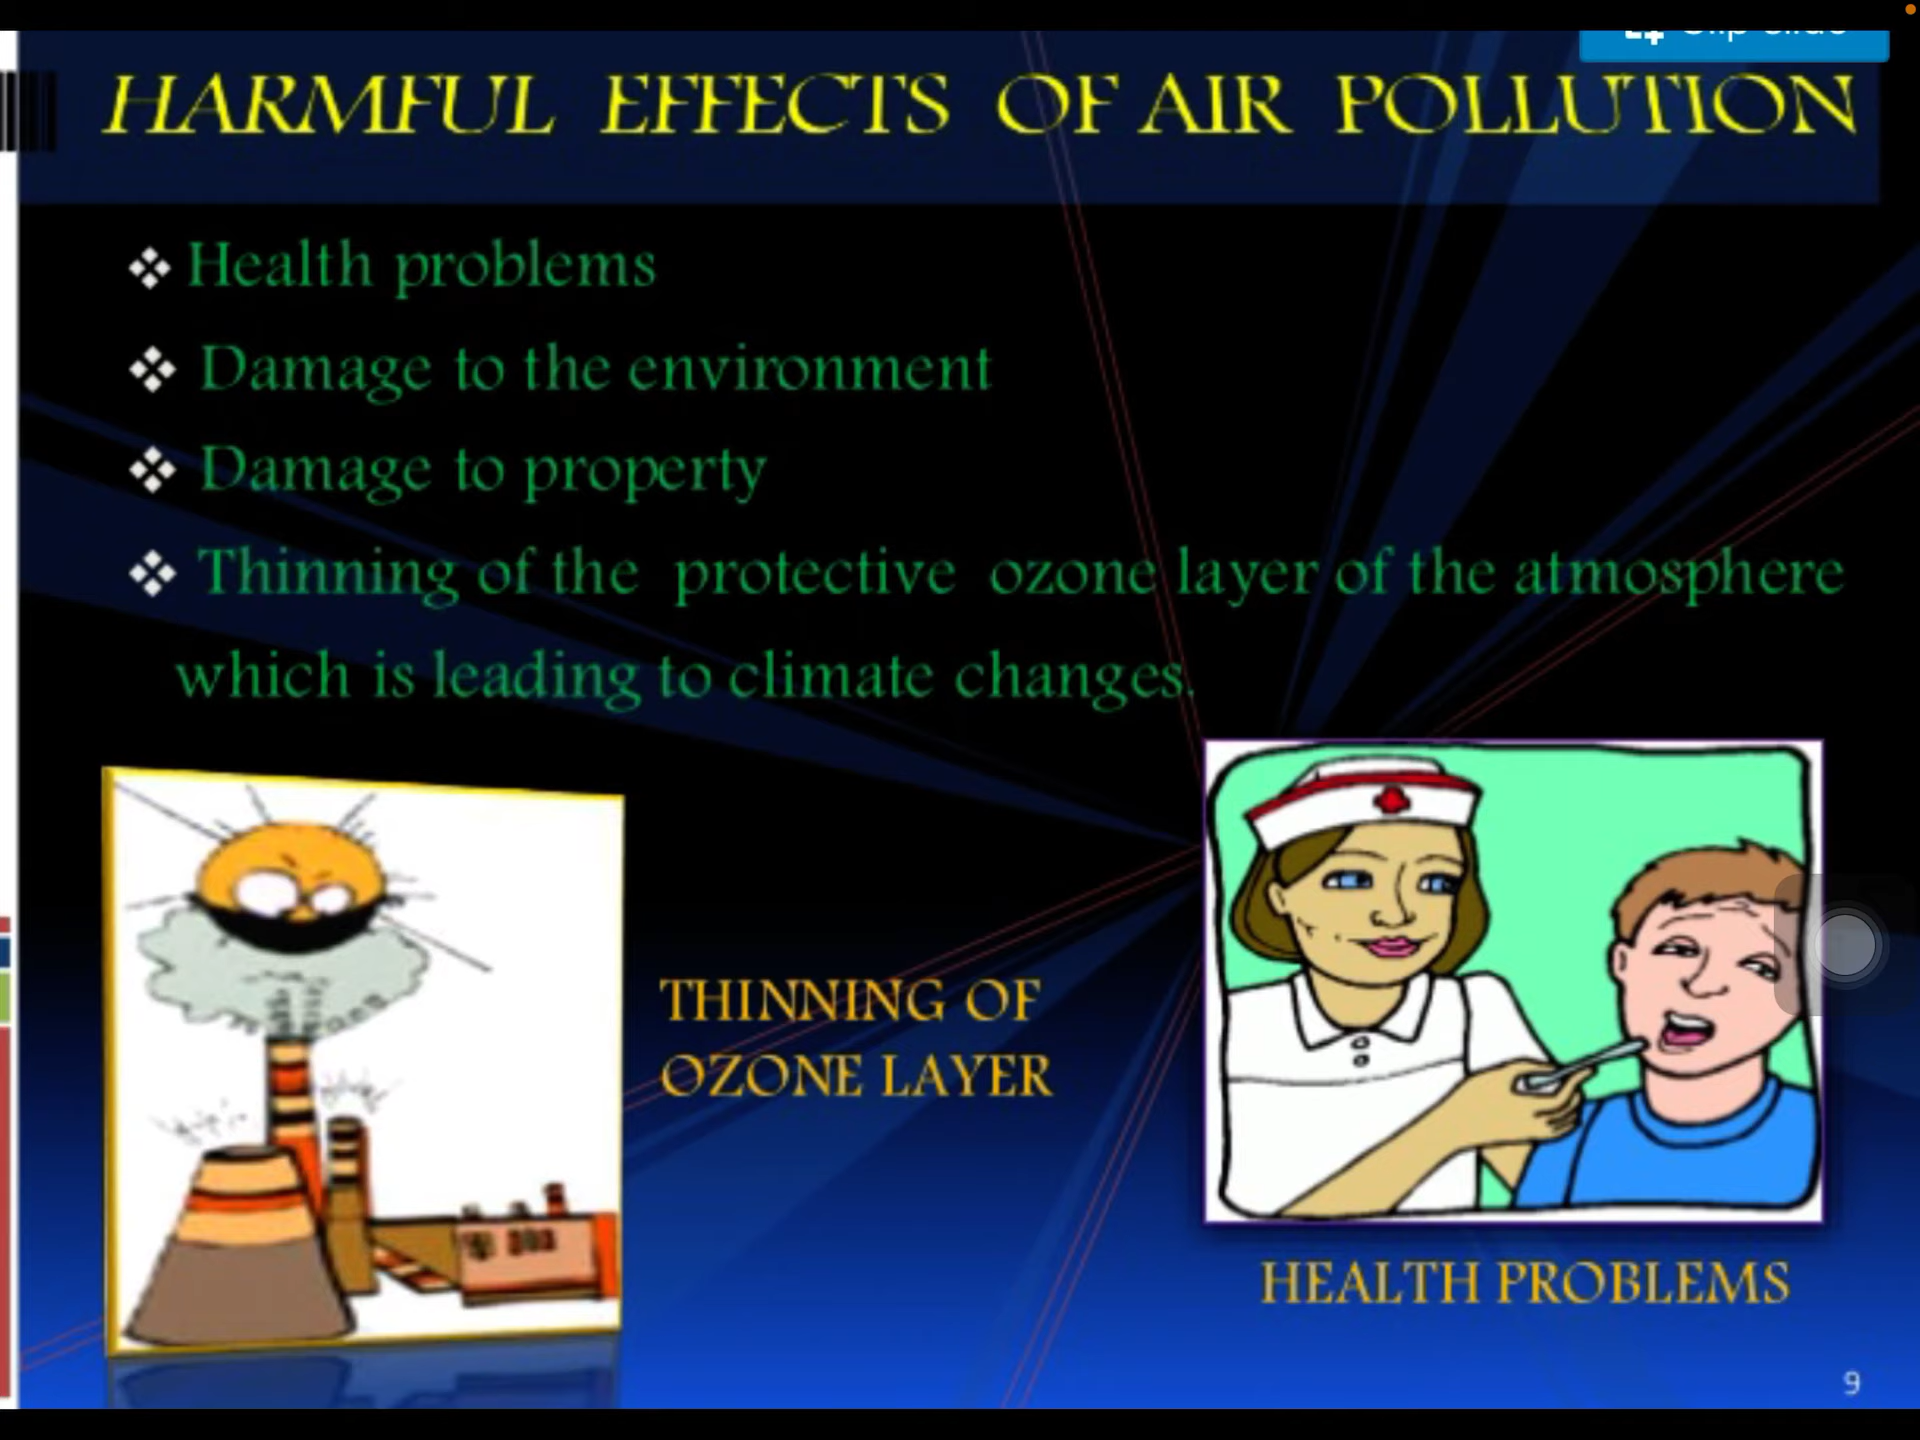 HARMFUL EFFECTS OF AIR POLLUTION
❖ Health problems
❖ Damage to the environment
❖ Damage to property
❖ Thinning of the protective ozone layer of the atmosphere
which is leading to climate changes.
THINNING OF
OZONE LAYER
HEALTH PROBLEMS
9